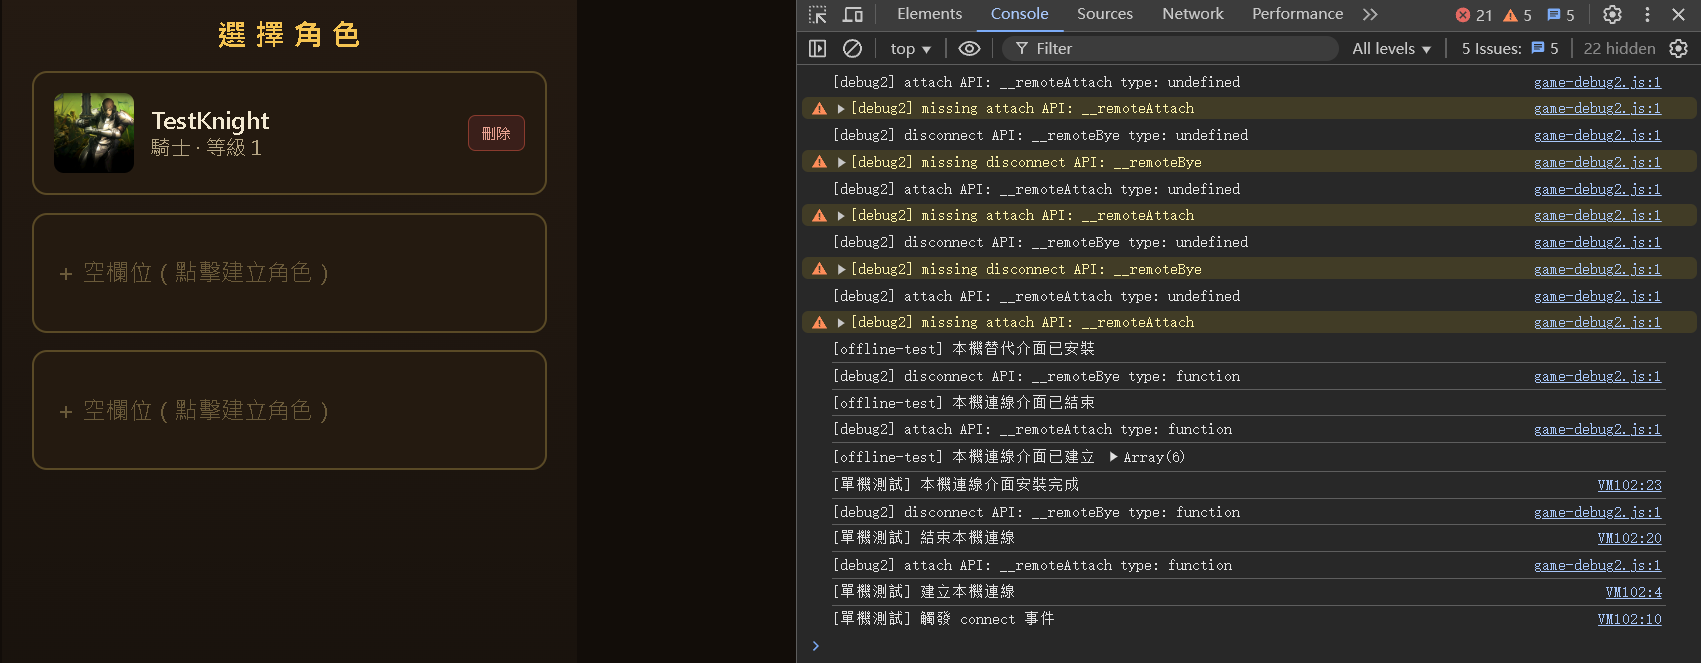 選擇角色
TestKnight
騎士 · 等級 1
刪除
+ 空欄位 ( 點擊建立角色 )
+ 空欄位 ( 點擊建立角色 )
Elements Console Sources Network Performance 21 5 5
top Filter All levels 5 Issues: 5 22 hidden
[debug2] attach API: __remoteAttach type: undefined game-debug2.js:1
[debug2] missing attach API: __remoteAttach game-debug2.js:1
[debug2] disconnect API: __remoteBye type: undefined game-debug2.js:1
[debug2] missing disconnect API: __remoteBye game-debug2.js:1
[debug2] attach API: __remoteAttach type: undefined game-debug2.js:1
[debug2] missing attach API: __remoteAttach game-debug2.js:1
[debug2] disconnect API: __remoteBye type: undefined game-debug2.js:1
[debug2] missing disconnect API: __remoteBye game-debug2.js:1
[debug2] attach API: __remoteAttach type: undefined game-debug2.js:1
[debug2] missing attach API: __remoteAttach game-debug2.js:1
[offline-test] 本機替代介面已安裝
[debug2] disconnect API: __remoteBye type: function game-debug2.js:1
[offline-test] 本機連線介面已結束
[debug2] attach API: __remoteAttach type: function game-debug2.js:1
[offline-test] 本機連線介面已建立 Array(6)
[單機測試] 本機連線介面安裝完成 VM102:23
[debug2] disconnect API: __remoteBye type: function game-debug2.js:1
[單機測試] 結束本機連線 VM102:20
[debug2] attach API: __remoteAttach type: function game-debug2.js:1
[單機測試] 建立本機連線 VM102:4
[單機測試] 觸發 connect 事件 VM102:10